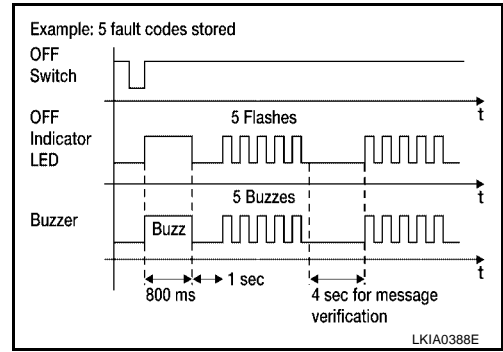 Example: 5 fault codes stored
OFF
Switch
t
OFF
Indicator
LED
5 Flashes
t
5 Buzzes
Buzzer
Buzz
t
1 sec
800 ms
4 sec for message
verification
LKIA0388E